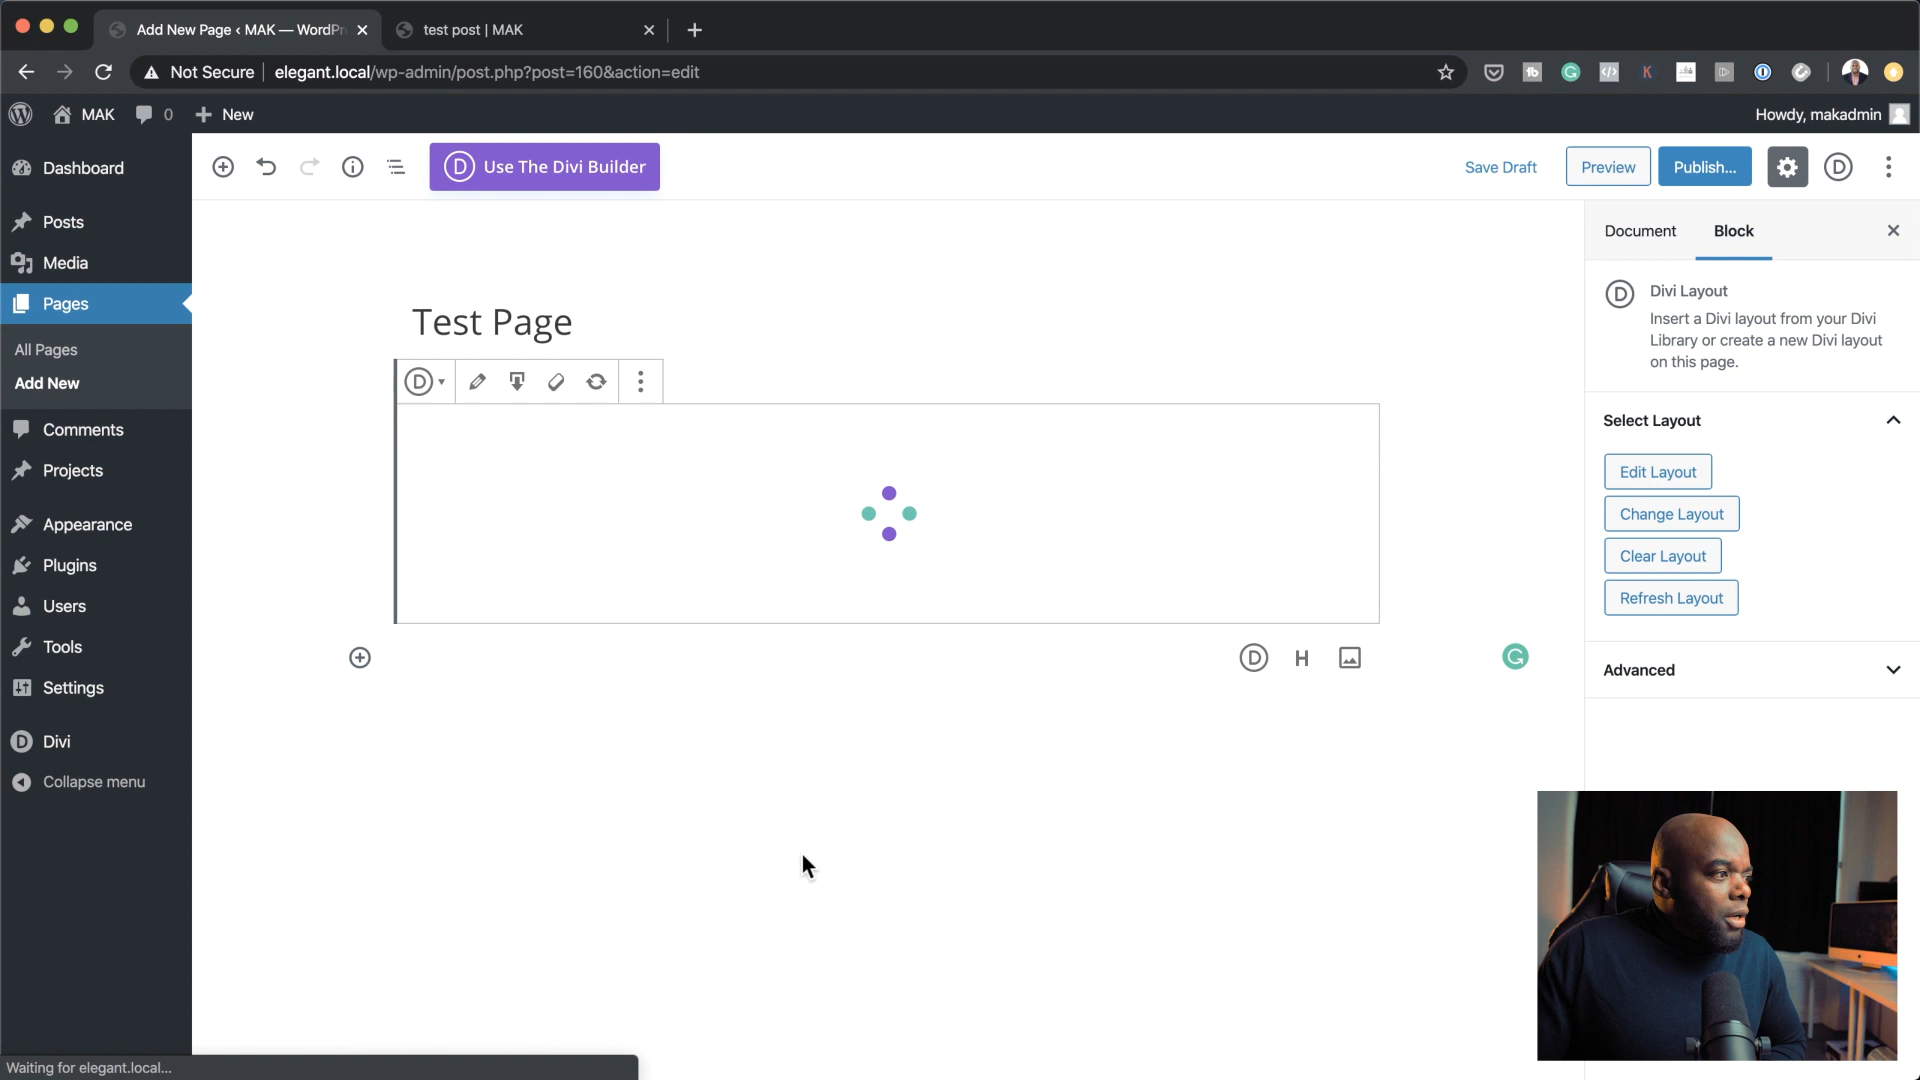 Add New Page ‹ MAK — WordPr
test post | MAK
Not Secure
elegant.local/wp-admin/post.php?post=160&action=edit
MAK
0
New
Howdy, makadmin
Dashboard
Posts
Media
Pages
All Pages
Add New
Comments
Projects
Appearance
Plugins
Users
Tools
Settings
Divi
Collapse menu
D Use The Divi Builder
Save Draft
Preview
Publish...
D
Document
Block
D
Divi Layout
Insert a Divi layout from your Divi
Library or create a new Divi layout
on this page.
Select Layout
Edit Layout
Change Layout
Clear Layout
Refresh Layout
Advanced
Test Page
D
D
H
G
Waiting for elegant.local...